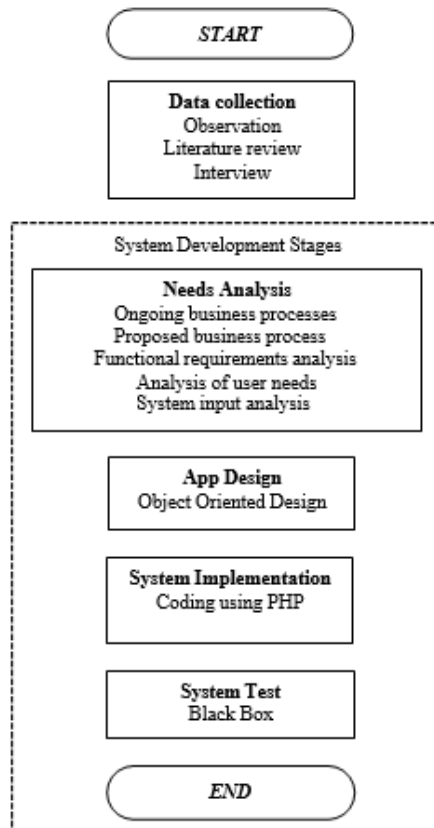 START
Data collection
Observation
Literature review
Interview
System Development Stages
Needs Analysis
Ongoing business processes
Proposed business process
Functional requirements analysis
Analysis of user needs
System input analysis
App Design
Object Oriented Design
System Implementation
Coding using PHP
System Test
Black Box
END